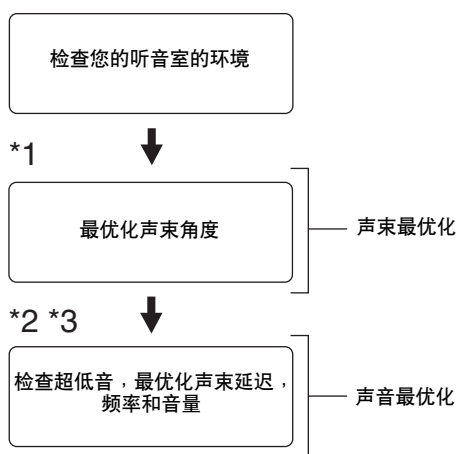 检查您的听音室的环境
*1
最优化声束角度
声束最优化
*2 *3
检查超低音，最优化声束延迟，
频率和音量
声音最优化